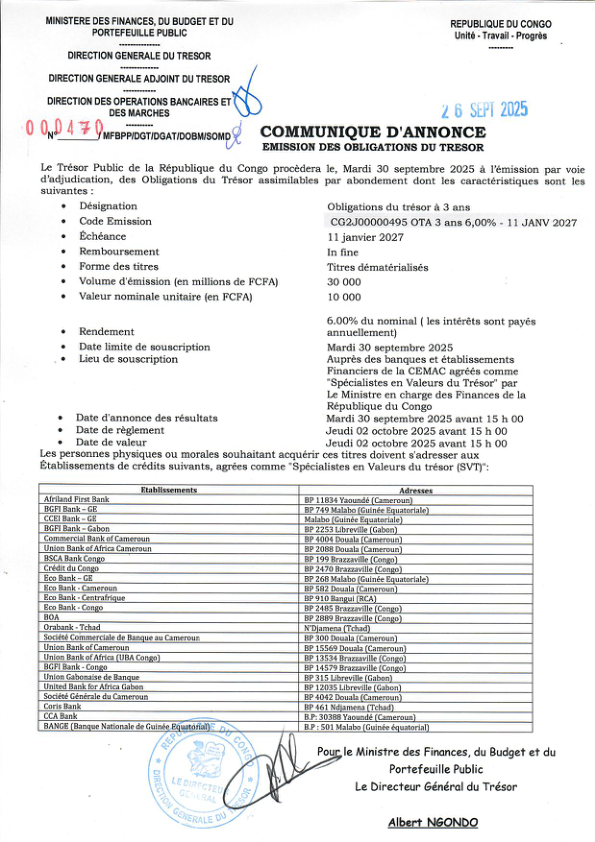 MINISTERE DES FINANCES, DU BUDGET ET DU
PORTEFEUILLE PUBLIC
--------------
DIRECTION GENERALE DU TRESOR
--------------
DIRECTION GENERALE ADJOINT DU TRESOR
--------------
DIRECTION DES OPERATIONS BANCAIRES ET
DES MARCHES
--------------
N° 000470/MFBPP/DGT/DGAT/DOBM/SOMD
REPUBLIQUE DU CONGO
Unité - Travail - Progrès
---------
26 SEPT 2025
COMMUNIQUE D'ANNONCE
EMISSION DES OBLIGATIONS DU TRESOR
Le Trésor Public de la République du Congo procèdera le, Mardi 30 septembre 2025 à l'émission par voie
d'adjudication, des Obligations du Trésor assimilables par abondement dont les caractéristiques sont les
suivantes :
• Désignation Obligations du trésor à 3 ans
• Code Emission CG2J00000495 OTA 3 ans 6,00% - 11 JANV 2027
• Échéance 11 janvier 2027
• Remboursement In fine
• Forme des titres Titres dématérialisés
• Volume d'émission (en millions de FCFA) 30 000
• Valeur nominale unitaire (en FCFA) 10 000
6.00% du nominal ( les intérêts sont payés
• Rendement annuellement)
• Date limite de souscription Mardi 30 septembre 2025
• Lieu de souscription Auprès des banques et établissements
Financiers de la CEMAC agréés comme
"Spécialistes en Valeurs du Trésor" par
Le Ministre en charge des Finances de la
République du Congo
• Date d'annonce des résultats Mardi 30 septembre 2025 avant 15 h 00
• Date de règlement Jeudi 02 octobre 2025 avant 15 h 00
• Date de valeur Jeudi 02 octobre 2025 avant 15 h 00
Les personnes physiques ou morales souhaitant acquérir ces titres doivent s'adresser aux
Établissements de crédits suivants, agrées comme "Spécialistes en Valeurs du trésor (SVT)":
Etablissements Adresses
Afriland First Bank BP 11834 Yaoundé (Cameroun)
BGFI Bank – GE BP 749 Malabo (Guinée Equatoriale)
CCEI Bank – GE Malabo (Guinée Equatoriale)
BGFI Bank – Gabon BP 2253 Libreville (Gabon)
Commercial Bank of Cameroun BP 4004 Douala (Cameroun)
Union Bank of Africa Cameroun BP 2088 Douala (Cameroun)
BSCA Bank Congo BP 199 Brazzaville (Congo)
Crédit du Congo BP 2470 Brazzaville (Congo)
Eco Bank – GE BP 268 Malabo (Guinée Equatoriale)
Eco Bank - Cameroun BP 582 Douala (Cameroun)
Eco Bank - Centrafrique BP 910 Bangui (RCA)
Eco Bank - Congo BP 2485 Brazzaville (Congo)
BOA BP 2889 Brazzaville (Congo)
Orabank - Tchad N'Djamena (Tchad)
Société Commerciale de Banque au Cameroun BP 300 Douala (Cameroun)
Union Bank of Cameroun BP 15569 Douala (Cameroun)
Union Bank of Africa (UBA Congo) BP 13534 Brazzaville (Congo)
BGFI Bank - Congo BP 14579 Brazzaville (Congo)
Union Gabonaise de Banque BP 315 Libreville (Gabon)
United Bank for Africa Gabon BP 12035 Libreville (Gabon)
Société Générale du Cameroun BP 4042 Douala (Cameroun)
Coris Bank BP 461 Ndjamena (Tchad)
CCA Bank B.P: 30388 Yaoundé (Cameroun)
BANGE (Banque Nationale de Guinée Equatorial) B.P : 501 Malabo (Guinée équatorial)
REPUBLIQUE DU CONGO
LE DIRECTEUR
GENERAL
DIRECTION GENERALE DU TRESOR
Pour le Ministre des Finances, du Budget et du
Portefeuille Public
Le Directeur Général du Trésor
Albert NGONDO